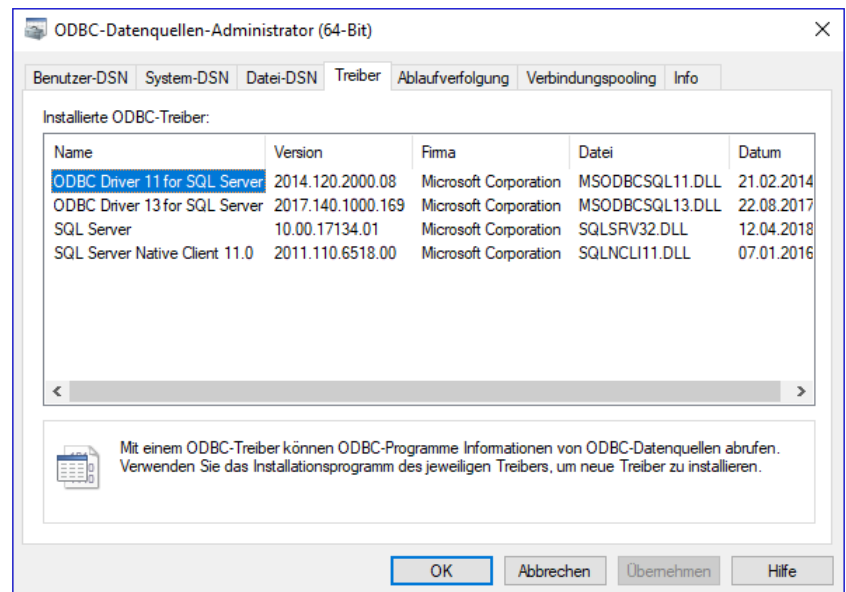 ODBC-Datenquellen-Administrator (64-Bit)
Benutzer-DSN System-DSN Datei-DSN Treiber Ablaufverfolgung Verbindungspooling Info
Installierte ODBC-Treiber:
Name Version Firma Datei Datum
ODBC Driver 11 for SQL Server 2014.120.2000.08 Microsoft Corporation MSODBCSQL11.DLL 21.02.2014
ODBC Driver 13 for SQL Server 2017.140.1000.169 Microsoft Corporation MSODBCSQL13.DLL 22.08.2017
SQL Server 10.00.17134.01 Microsoft Corporation SQLSRV32.DLL 12.04.2018
SQL Server Native Client 11.0 2011.110.6518.00 Microsoft Corporation SQLNCLI11.DLL 07.01.2016
Mit einem ODBC-Treiber können ODBC-Programme Informationen von ODBC-Datenquellen abrufen.
Verwenden Sie das Installationsprogramm des jeweiligen Treibers, um neue Treiber zu installieren.
OK Abbrechen Übernehmen Hilfe